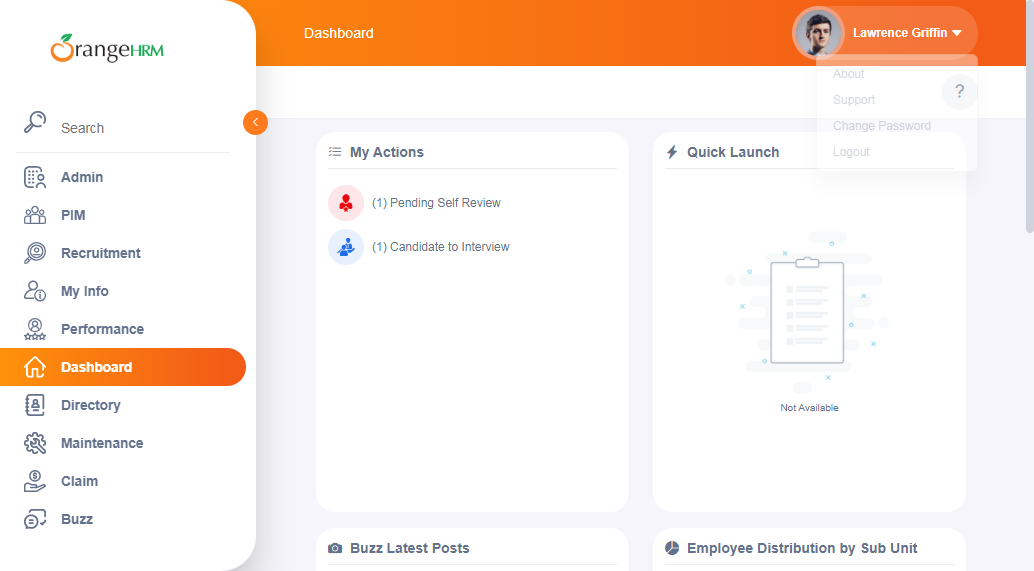 OrangeHRM
Dashboard
Lawrence Griffin
About
Support
?
Change Password
Logout
Search
Admin
PIM
Recruitment
My Info
Performance
Dashboard
Directory
Maintenance
Claim
Buzz
My Actions
(1) Pending Self Review
(1) Candidate to Interview
Quick Launch
Not Available
Buzz Latest Posts
Employee Distribution by Sub Unit